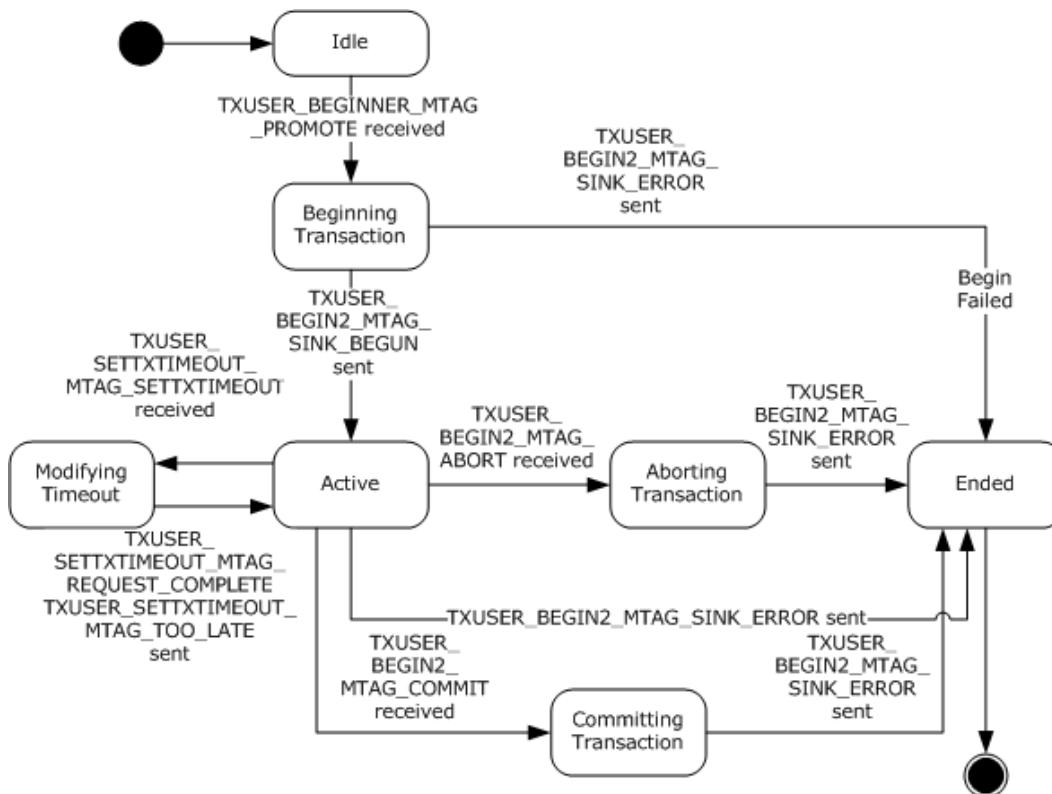 Idle
TXUSER_BEGINNER_MTAG
_PROMOTE received
TXUSER_
BEGIN2_MTAG_
SINK_ERROR
sent
Beginning
Transaction
Begin
Failed
TXUSER_
BEGIN2_MTAG_
SINK_BEGUN
sent
TXUSER_
SETTXTIMEOUT_
MTAG_SETTXTIMEOUT
received
TXUSER_
BEGIN2_MTAG_
ABORT received
TXUSER_
BEGIN2_MTAG_
SINK_ERROR
sent
Modifying
Timeout
Active
Aborting
Transaction
Ended
TXUSER_
SETTXTIMEOUT_MTAG_
REQUEST_COMPLETE
TXUSER_SETTXTIMEOUT_
MTAG_TOO_LATE
sent
TXUSER_BEGIN2_MTAG_SINK_ERROR sent
TXUSER_
BEGIN2_
MTAG_COMMIT
received
TXUSER_
BEGIN2_MTAG_
SINK_ERROR
sent
Committing
Transaction